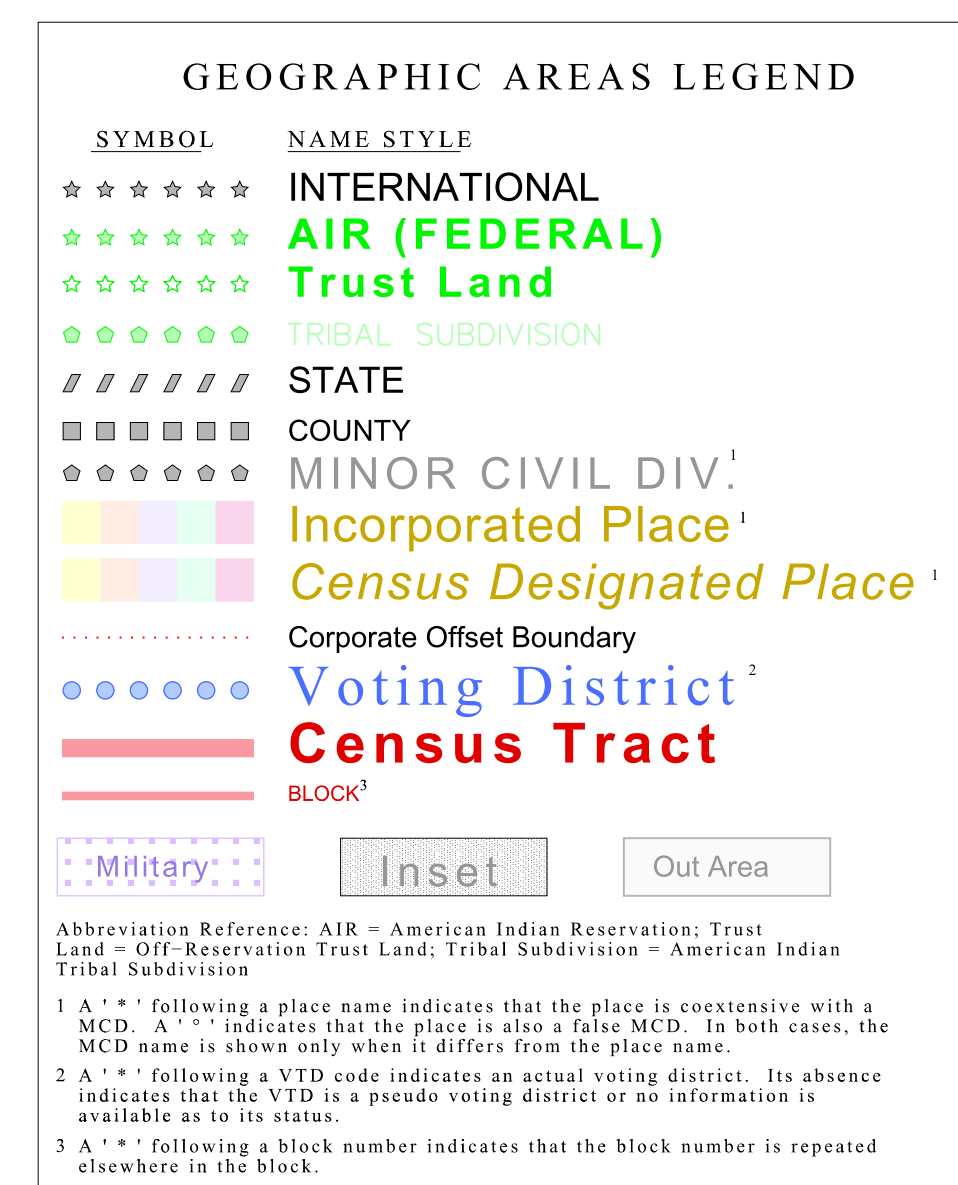 GEOGRAPHIC AREAS LEGEND
SYMBOL NAME STYLE
INTERNATIONAL
AIR (FEDERAL)
Trust Land
TRIBAL SUBDIVISION
STATE
COUNTY
MINOR CIVIL DIV.¹
Incorporated Place ¹
Census Designated Place ¹
Corporate Offset Boundary
Voting District ²
Census Tract
BLOCK³
Military Inset Out Area
Abbreviation Reference: AIR = American Indian Reservation; Trust
Land = Off−Reservation Trust Land; Tribal Subdivision = American Indian
Tribal Subdivision
1 A ' * ' following a place name indicates that the place is coextensive with a
MCD. A ' ° ' indicates that the place is also a false MCD. In both cases, the
MCD name is shown only when it differs from the place name.
2 A ' * ' following a VTD code indicates an actual voting district. Its absence
indicates that the VTD is a pseudo voting district or no information is
available as to its status.
3 A ' * ' following a block number indicates that the block number is repeated
elsewhere in the block.